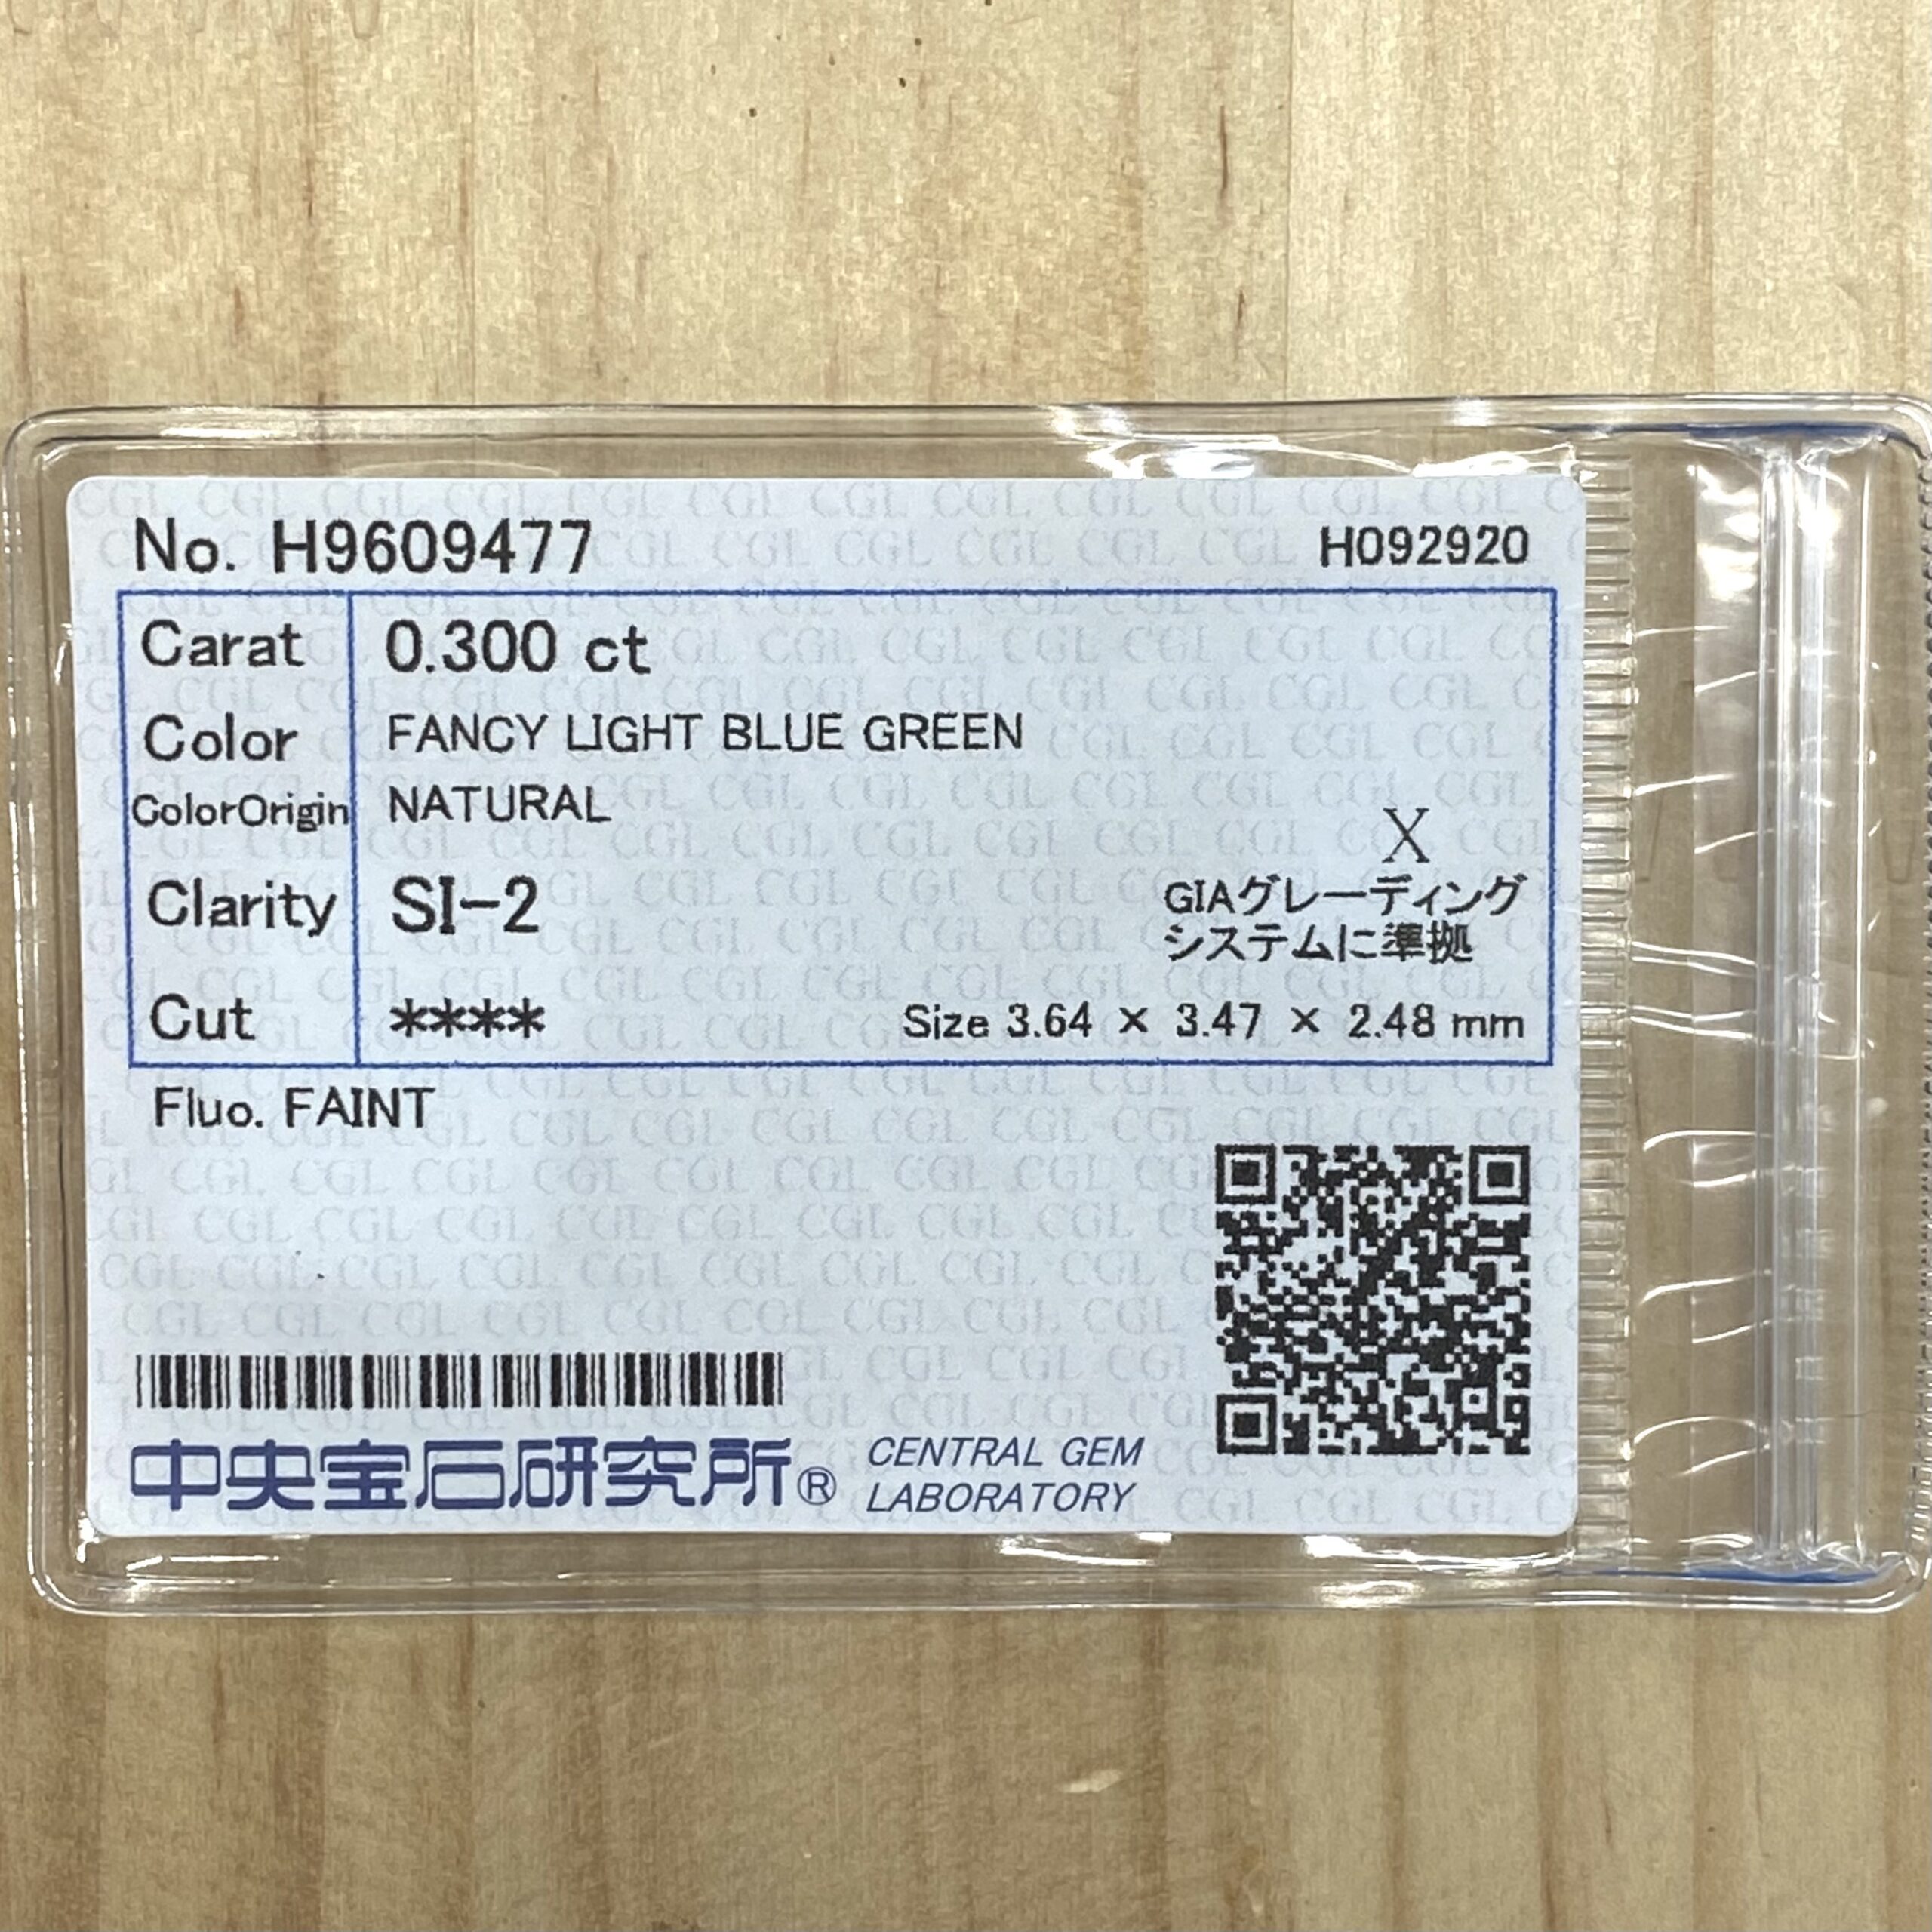 No. H9609477 H092920
Carat 0.300 ct
Color FANCY LIGHT BLUE GREEN
ColorOrigin NATURAL
X
Clarity SI-2 GIAグレーディング
システムに準拠
Cut **** Size 3.64 × 3.47 × 2.48 mm
Fluo. FAINT
中央宝石研究所® CENTRAL GEM
LABORATORY